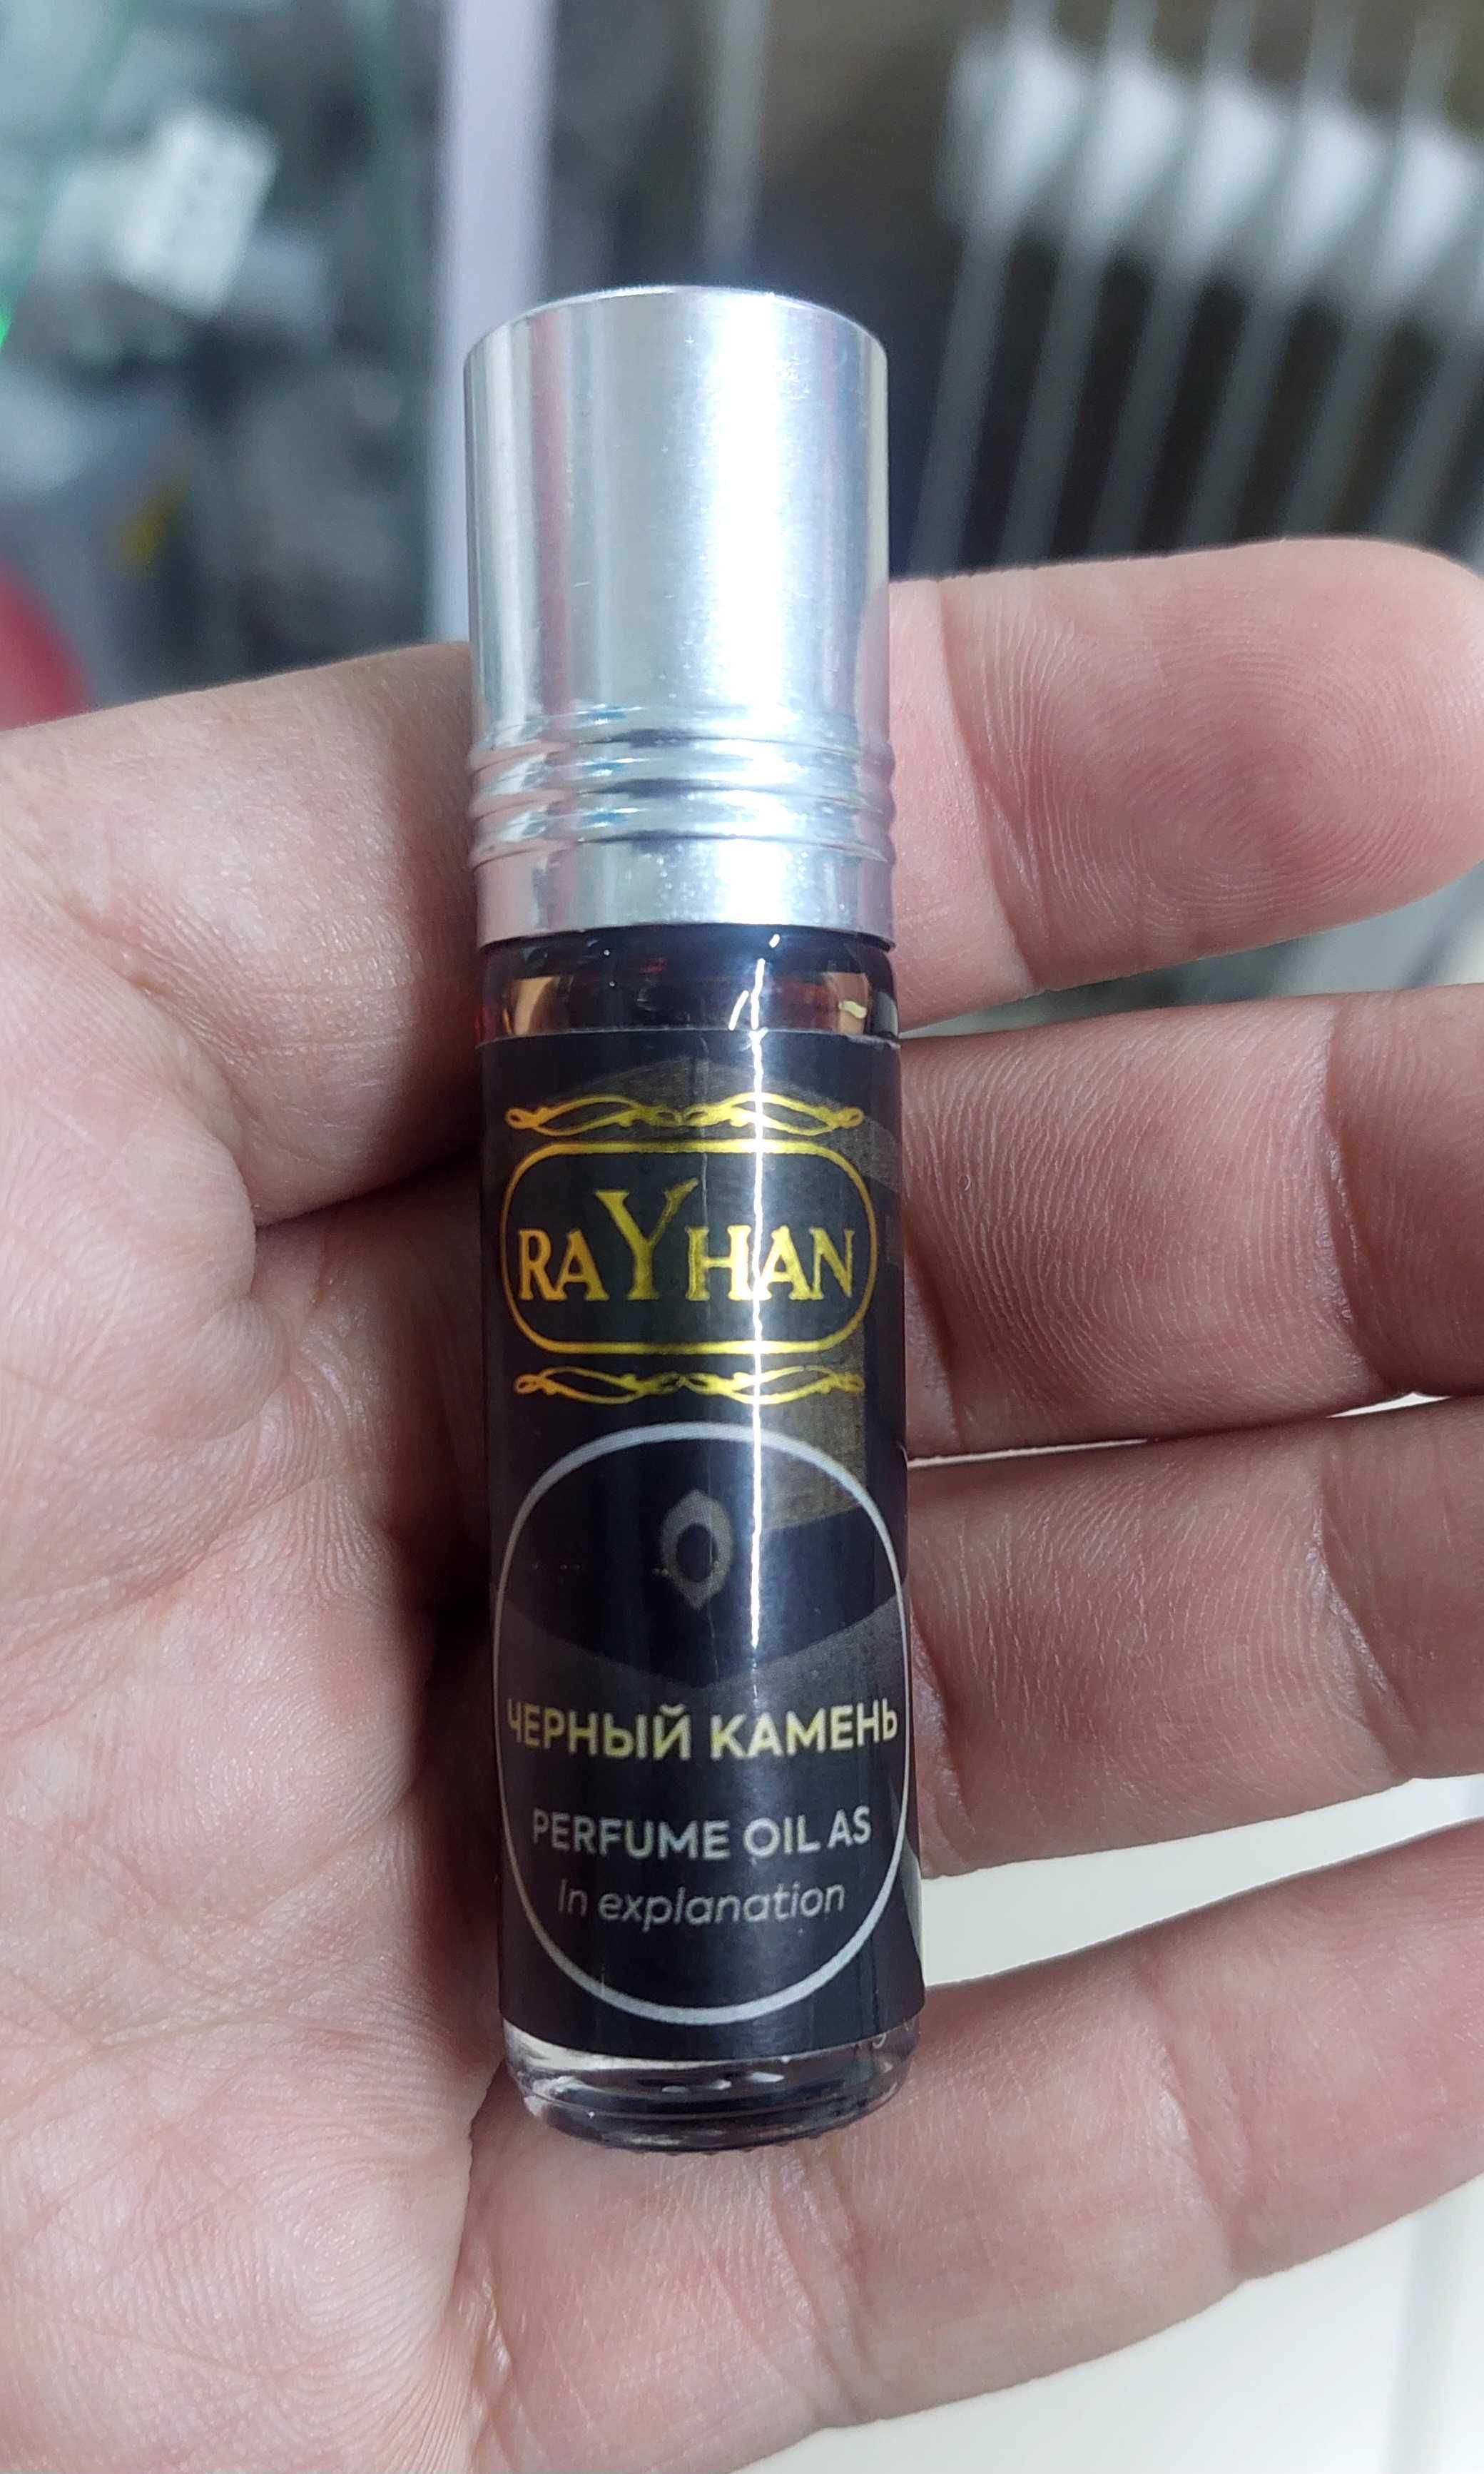 RAYHAN
ЧЕРНЫЙ КАМЕНЬ
PERFUME OIL AS
In explanation